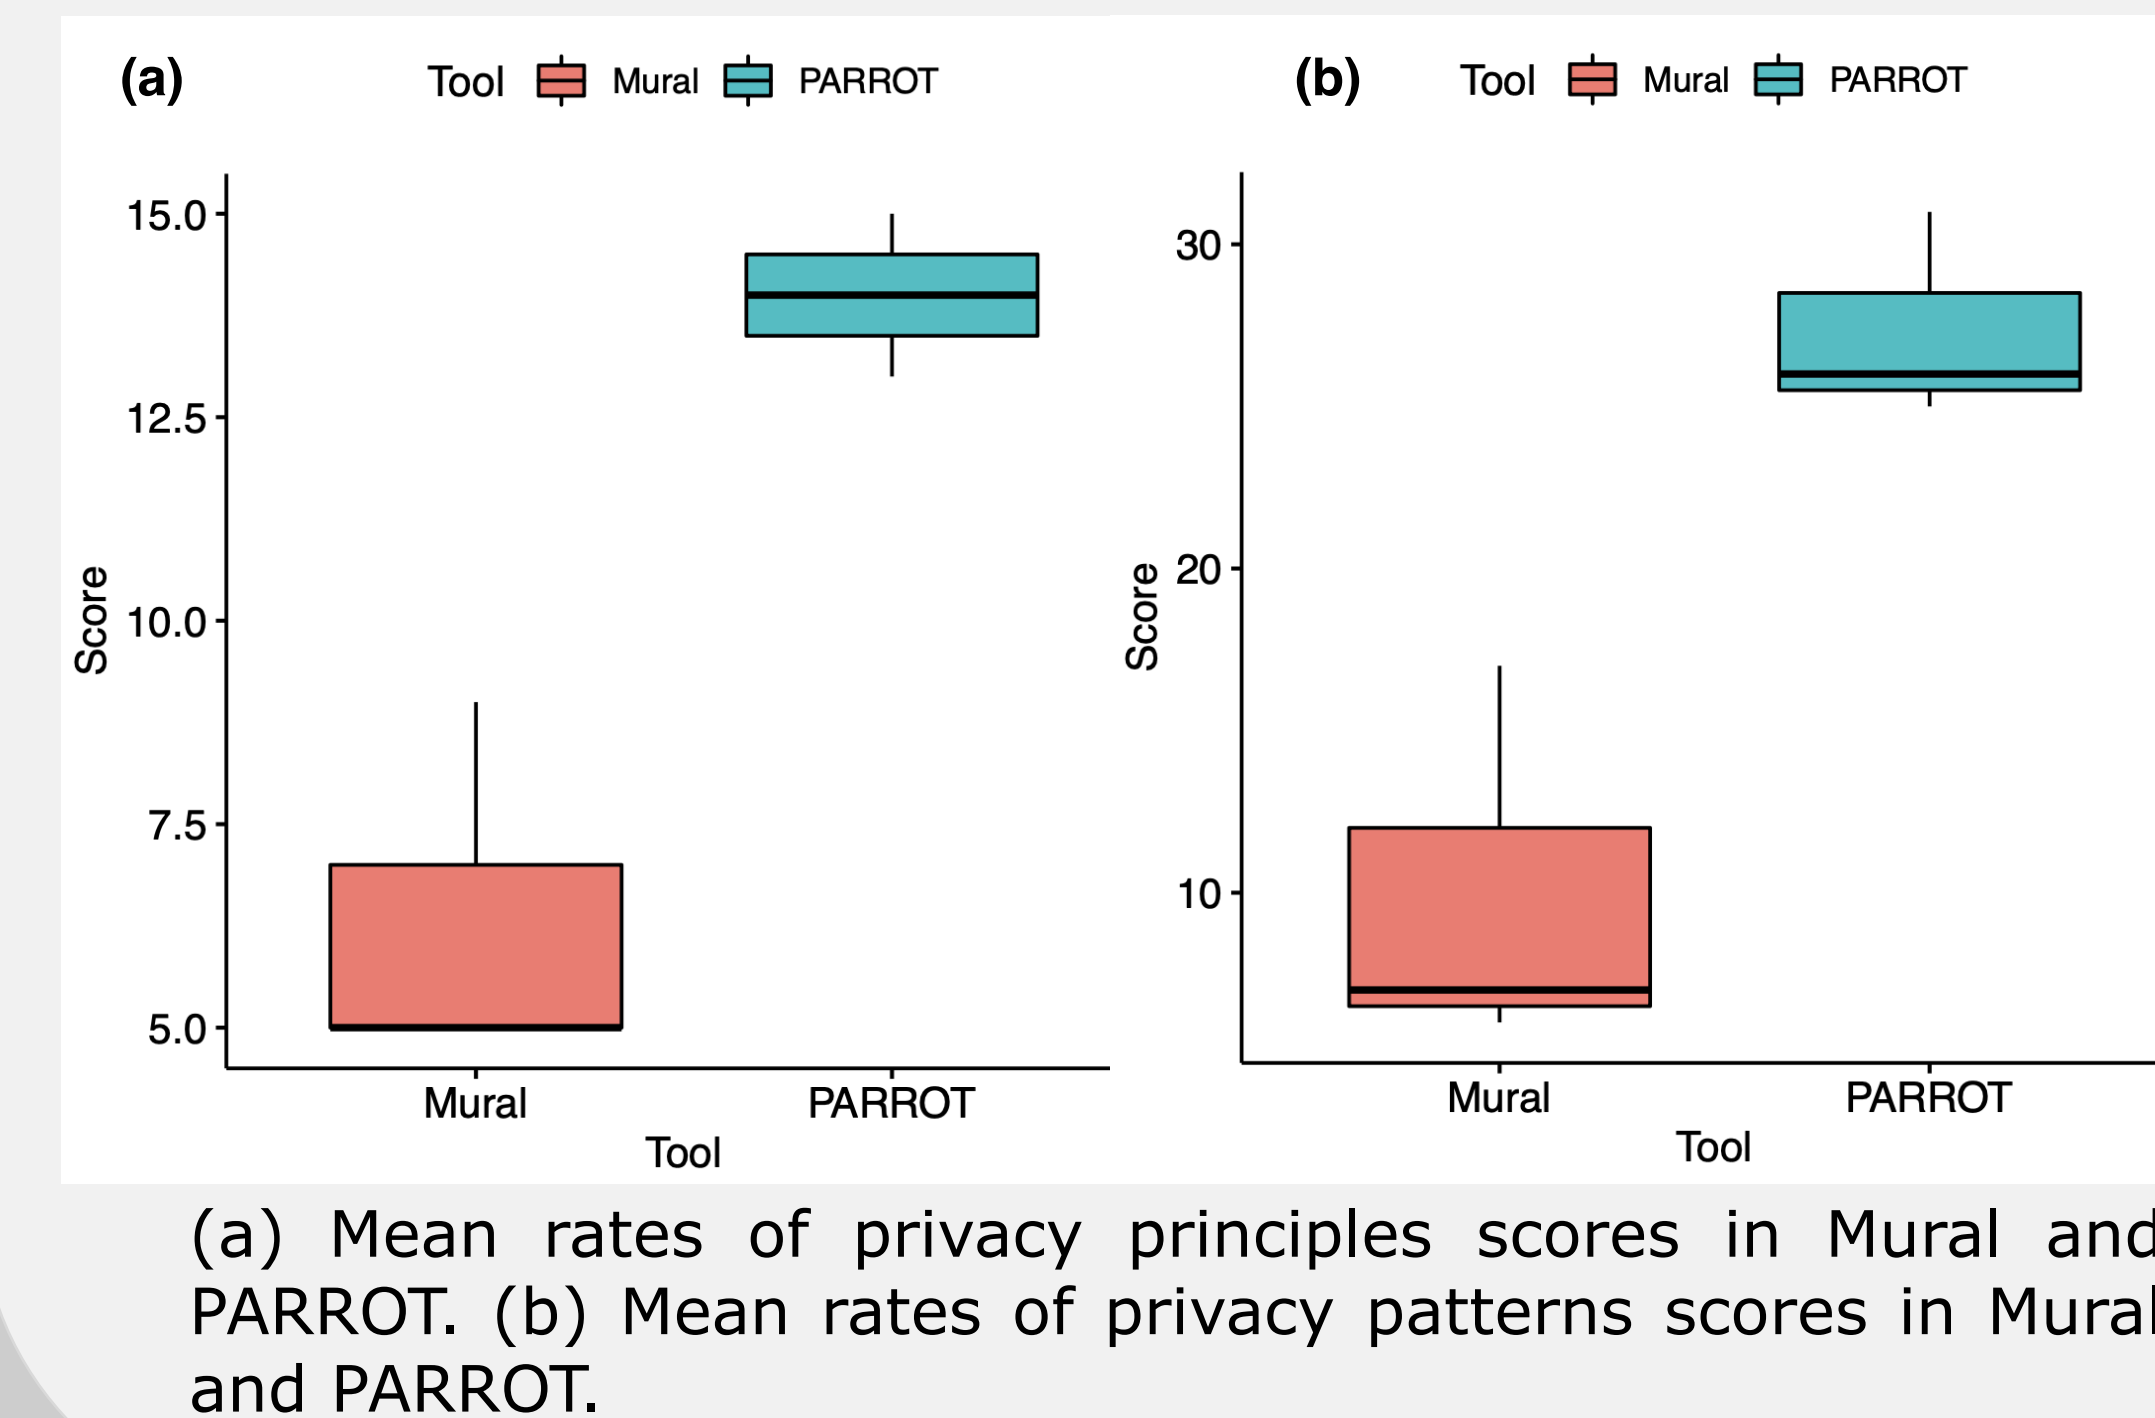 (a) Tool Mural PARROT
15.0
12.5
10.0
7.5
5.0
Score
Mural PARROT
Tool
(b) Tool Mural PARROT
30
20
10
Score
Mural PARROT
Tool
(a) Mean rates of privacy principles scores in Mural and
PARROT. (b) Mean rates of privacy patterns scores in Mural
and PARROT.